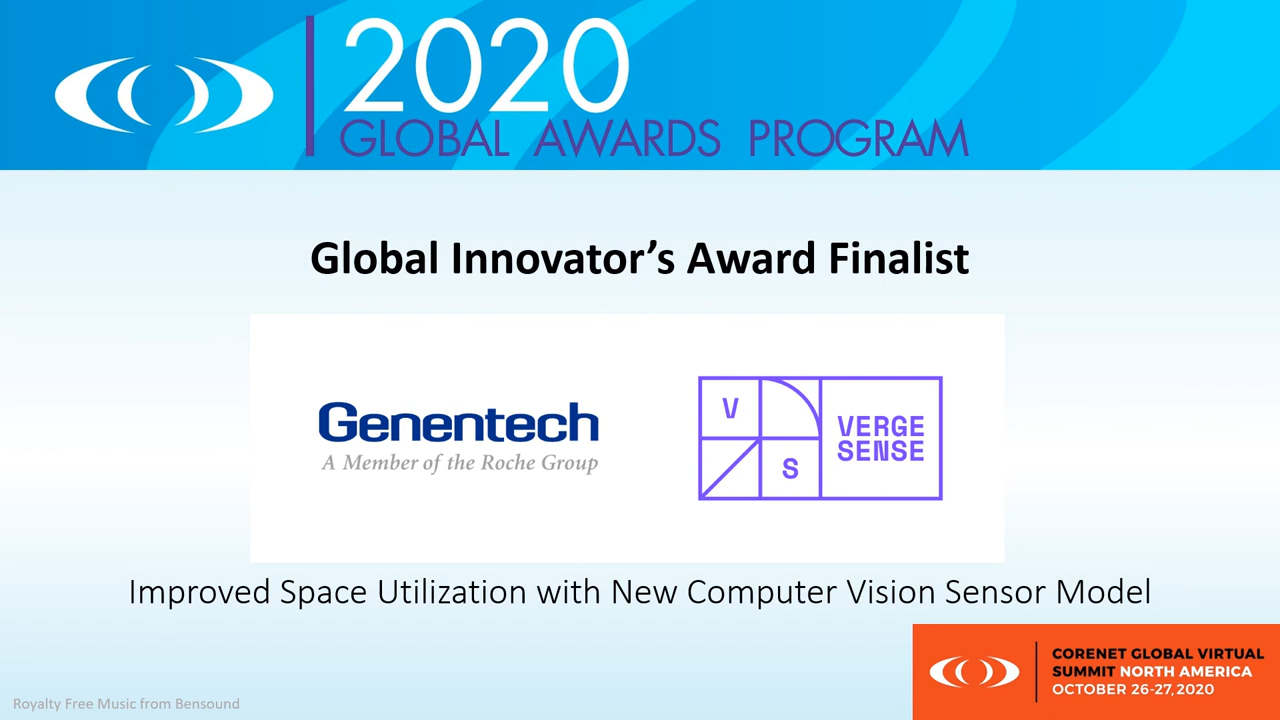 2020
GLOBAL AWARDS PROGRAM
Global Innovator’s Award Finalist
Genentech
A Member of the Roche Group
V
S
VERGE
SENSE
Improved Space Utilization with New Computer Vision Sensor Model
CORENET GLOBAL VIRTUAL
SUMMIT NORTH AMERICA
OCTOBER 26-27, 2020
Royalty Free Music from Bensound